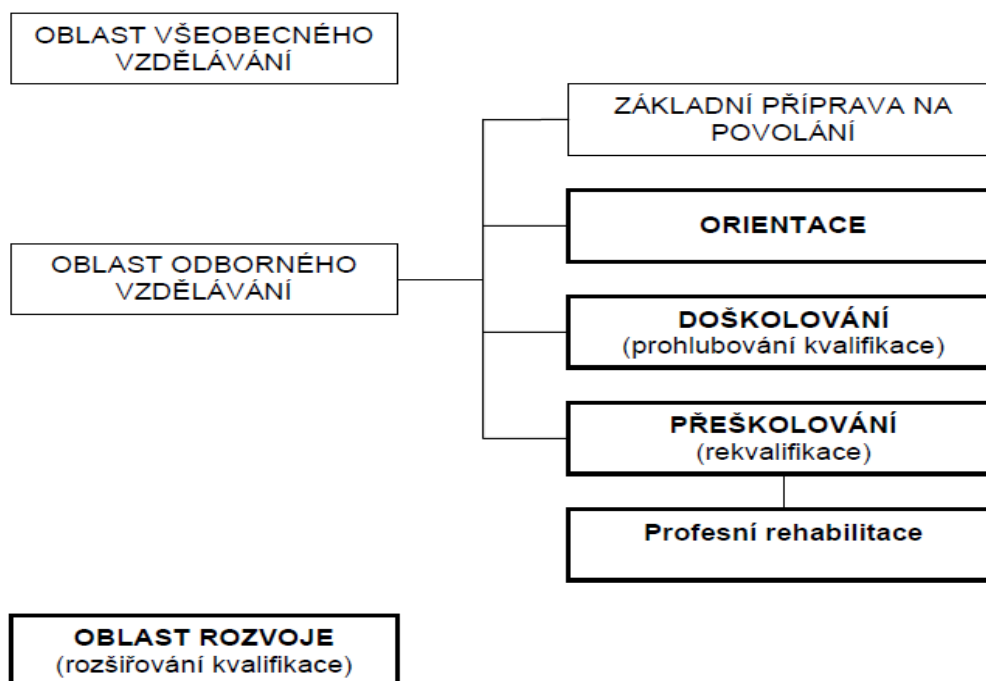 OBLAST VŠEOBECNÉHO
VZDĚLÁVÁNÍ
ZÁKLADNÍ PŘÍPRAVA NA
POVOLÁNÍ
ORIENTACE
OBLAST ODBORNÉHO
VZDĚLÁVÁNÍ
DOŠKOLOVÁNÍ
(prohlubování kvalifikace)
PŘEŠKOLOVÁNÍ
(rekvalifikace)
Profesní rehabilitace
OBLAST ROZVOJE
(rozšiřování kvalifikace)